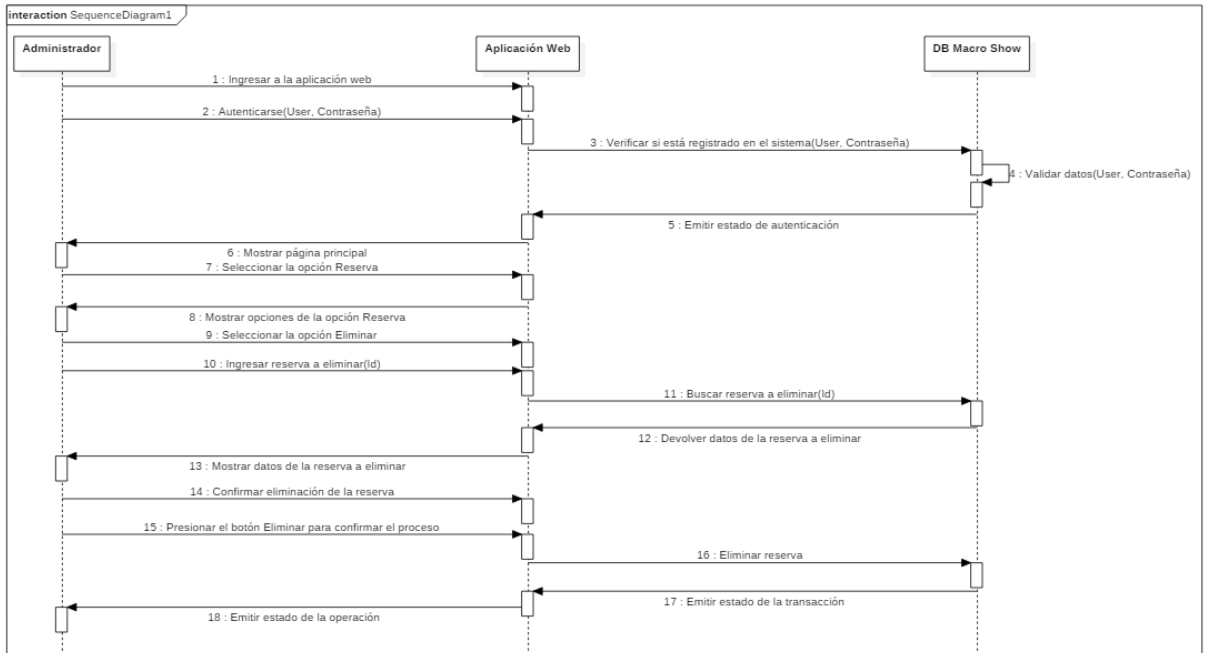 interaction SequenceDiagram1
Administrador
Aplicación Web
DB Macro Show
1 : Ingresar a la aplicación web
2 : Autenticarse(User, Contraseña)
3 : Verificar si está registrado en el sistema(User, Contraseña)
4 : Validar datos(User, Contraseña)
5 : Emitir estado de autenticación
6 : Mostrar página principal
7 : Seleccionar la opción Reserva
8 : Mostrar opciones de la opción Reserva
9 : Seleccionar la opción Eliminar
10 : Ingresar reserva a eliminar(Id)
11 : Buscar reserva a eliminar(Id)
12 : Devolver datos de la reserva a eliminar
13 : Mostrar datos de la reserva a eliminar
14 : Confirmar eliminación de la reserva
15 : Presionar el botón Eliminar para confirmar el proceso
16 : Eliminar reserva
17 : Emitir estado de la transacción
18 : Emitir estado de la operación